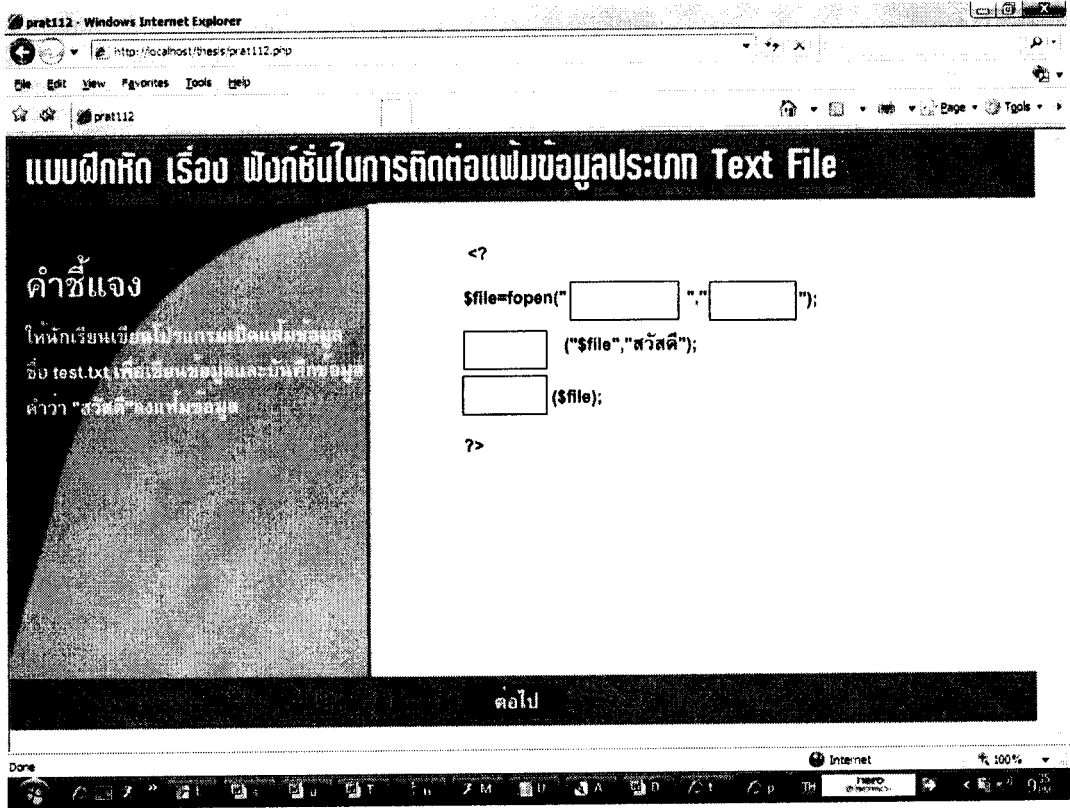 prat112 - Windows Internet Explorer
http://localhost/thesis/prat112.php
File Edit View Favorites Tools Help
prat112
Page Tools
แบบฝึกหัด เรื่อง ฟังก์ชั่นในการติดต่อแฟ้มข้อมูลประเภท Text File
คำชี้แจง
ให้นักเรียนเขียนโปรแกรมเปิดแฟ้มข้อมูล
ชื่อ test.txt เพื่อเขียนข้อมูลและบันทึกข้อมูล
คำว่า "สวัสดี"ลงแฟ้มข้อมูล
<?
$file=fopen(" "," ");
("$file","สวัสดี");
($file);
?>
ต่อไป
Done
Internet
100%
TH